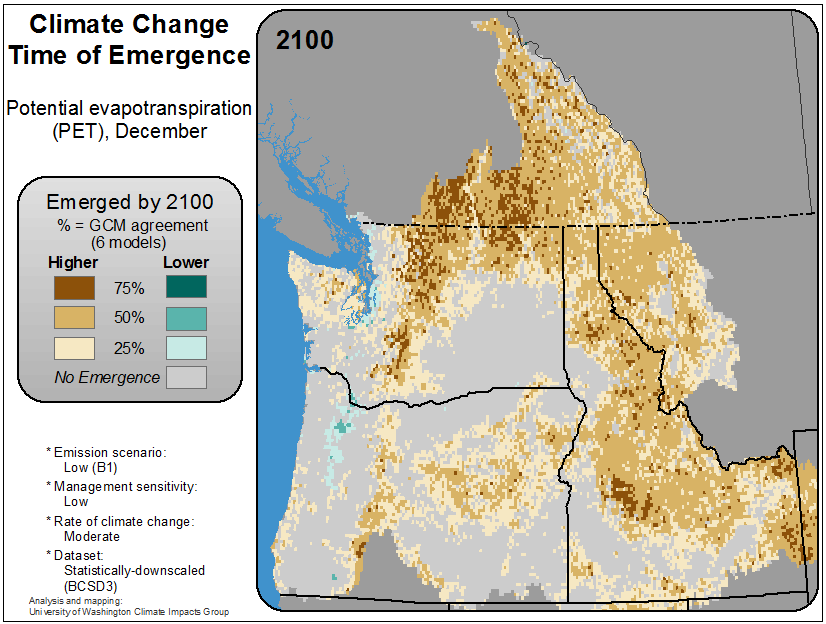 Climate Change
Time of Emergence
Potential evapotranspiration
(PET), December
Emerged by 2100
% = GCM agreement
(6 models)
Higher Lower
75%
50%
25%
No Emergence
* Emission scenario:
Low (B1)
* Management sensitivity:
Low
* Rate of climate change:
Moderate
* Dataset:
Statistically-downscaled
(BCSD3)
Analysis and mapping:
University of Washington Climate Impacts Group
2100